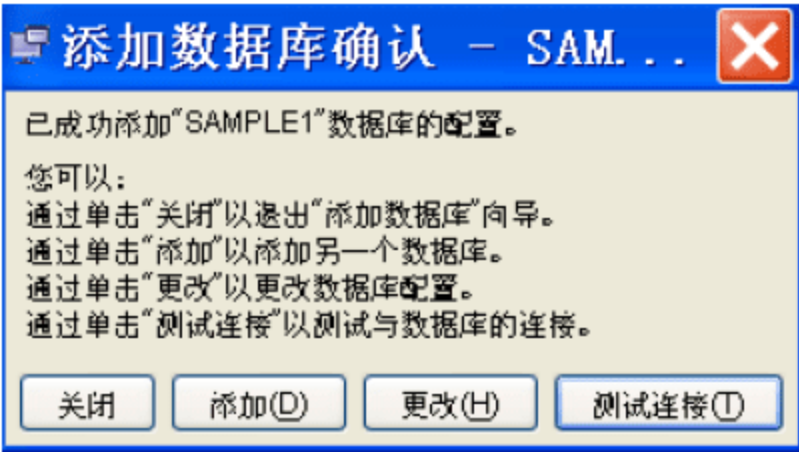 添加数据库确认 - SAM...
已成功添加"SAMPLE1"数据库的配置。
您可以：
通过单击"关闭"以退出"添加数据库"向导。
通过单击"添加"以添加另一个数据库。
通过单击"更改"以更改数据库配置。
通过单击"测试连接"以测试与数据库的连接。
关闭 添加(D) 更改(H) 测试连接(T)